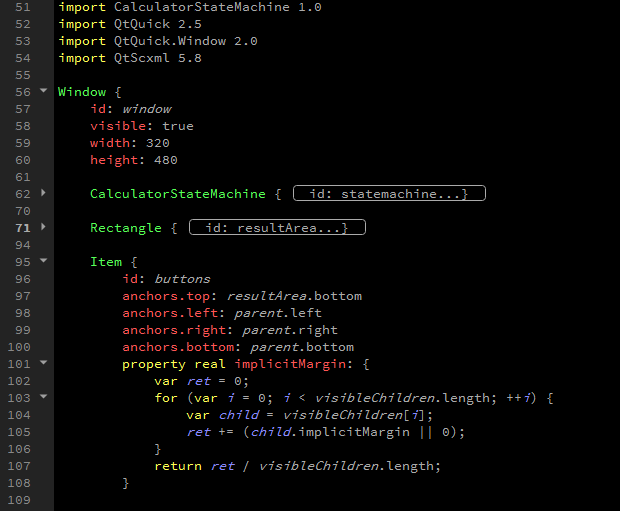 51 import CalculatorStateMachine 1.0
52 import QtQuick 2.5
53 import QtQuick.Window 2.0
54 import QtScxml 5.8
55
56 Window {
57 id: window
58 visible: true
59 width: 320
60 height: 480
61
62 CalculatorStateMachine { id: statemachine...}
70
71 Rectangle { id: resultArea...}
94
95 Item {
96 id: buttons
97 anchors.top: resultArea.bottom
98 anchors.left: parent.left
99 anchors.right: parent.right
100 anchors.bottom: parent.bottom
101 property real implicitMargin: {
102 var ret = 0;
103 for (var i = 0; i < visibleChildren.length; ++i) {
104 var child = visibleChildren[i];
105 ret += (child.implicitMargin || 0);
106 }
107 return ret / visibleChildren.length;
108 }
109